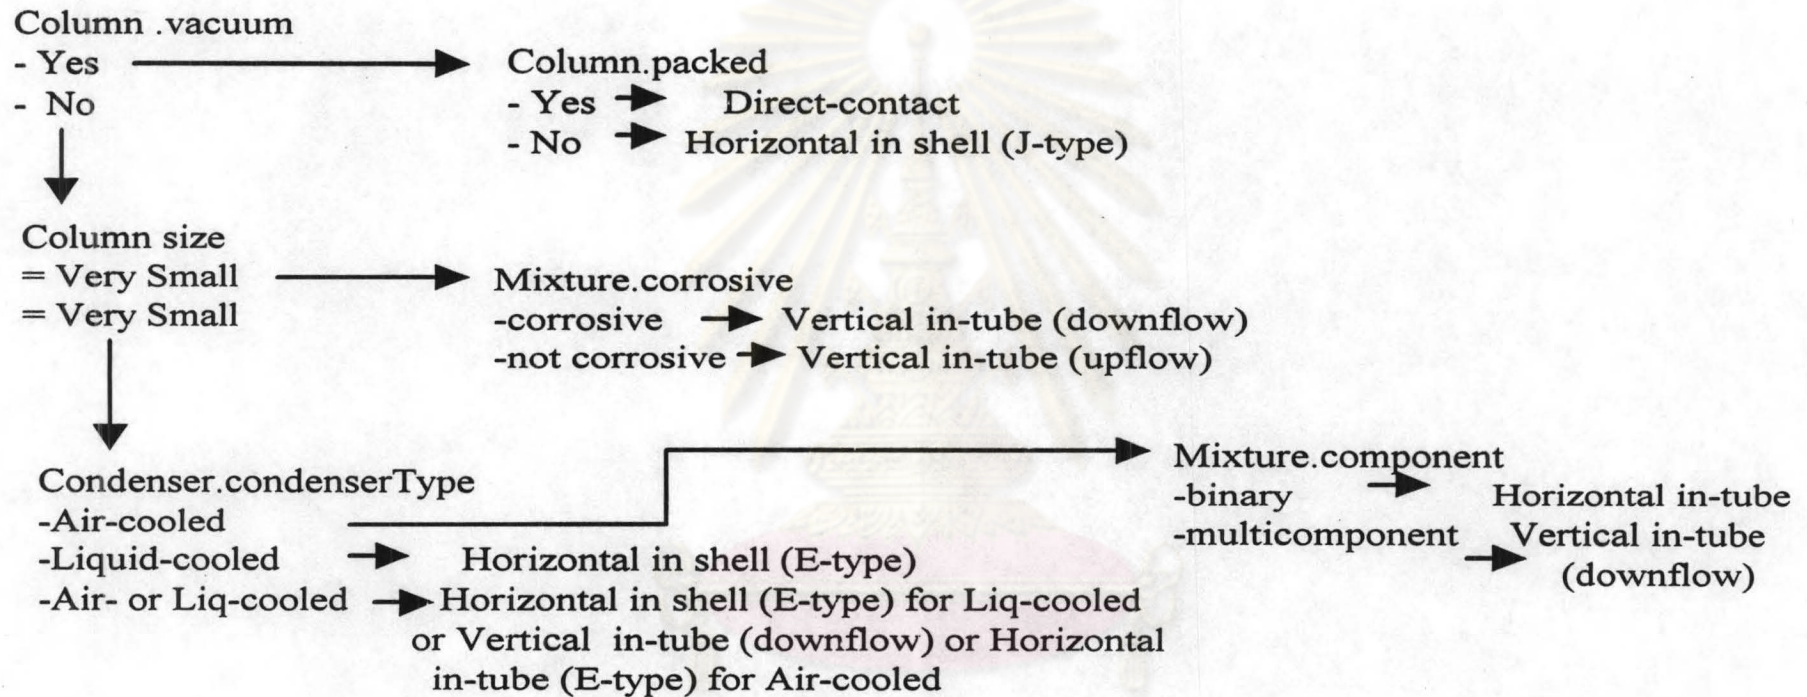 Column .vacuum
- Yes
- No
Column.packed
- Yes
Direct-contact
- No
Horizontal in shell (J-type)
Column size
= Very Small
= Very Small
Mixture.corrosive
-corrosive
Vertical in-tube (downflow)
-not corrosive
Vertical in-tube (upflow)
Condenser.condenserType
-Air-cooled
-Liquid-cooled
Horizontal in shell (E-type)
-Air- or Liq-cooled
Horizontal in shell (E-type) for Liq-cooled
or Vertical in-tube (downflow) or Horizontal
in-tube (E-type) for Air-cooled
Mixture.component
-binary
Horizontal in-tube
-multicomponent
Vertical in-tube
(downflow)